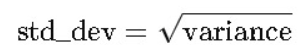 std_dev = √variance